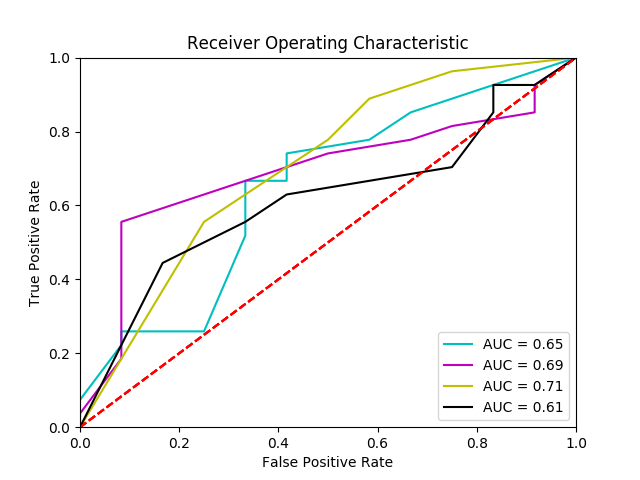 Receiver Operating Characteristic
True Positive Rate
1.0
0.8
0.6
0.4
0.2
0.0
AUC = 0.65
AUC = 0.69
AUC = 0.71
AUC = 0.61
0.0 0.2 0.4 0.6 0.8 1.0
False Positive Rate